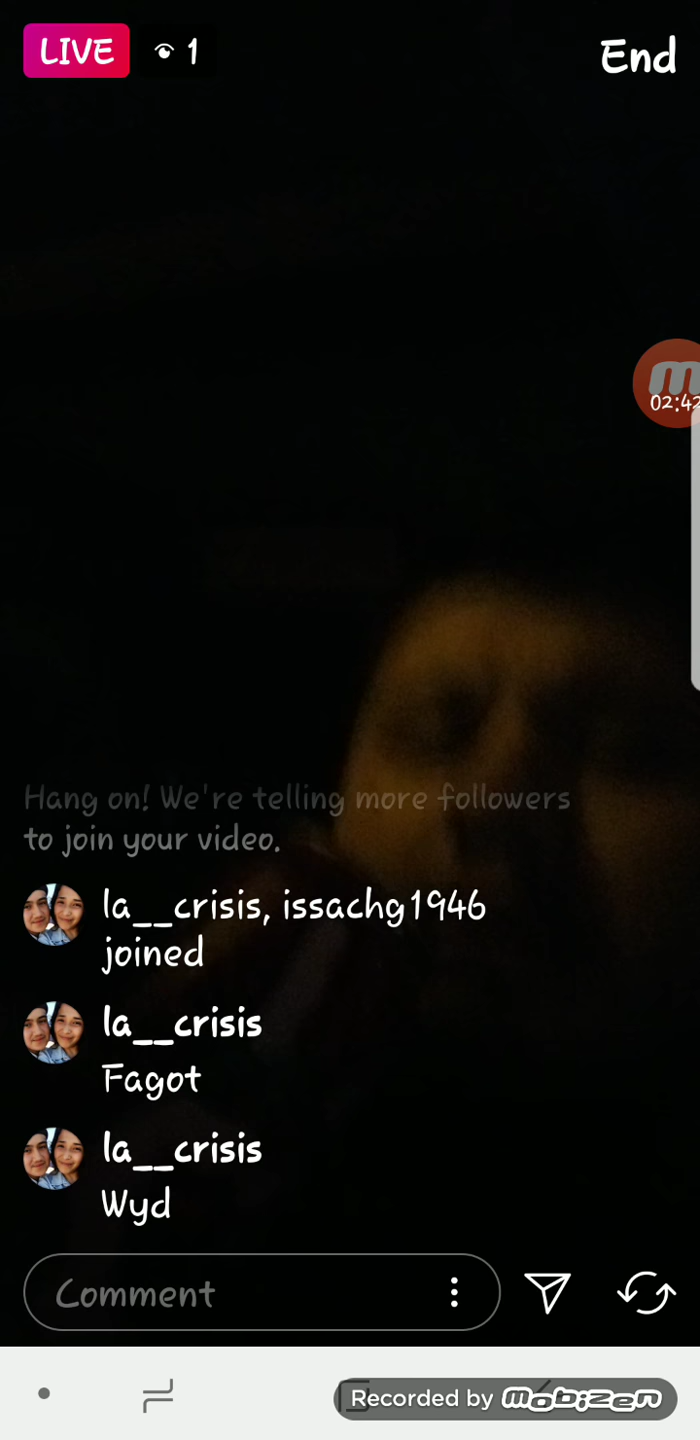 LIVE 1 End
02:42
Hang on! We're telling more followers
to join your video.
la__crisis, issachg1946
joined
la__crisis
Fagot
la__crisis
Wyd
Comment
Recorded by mobizen